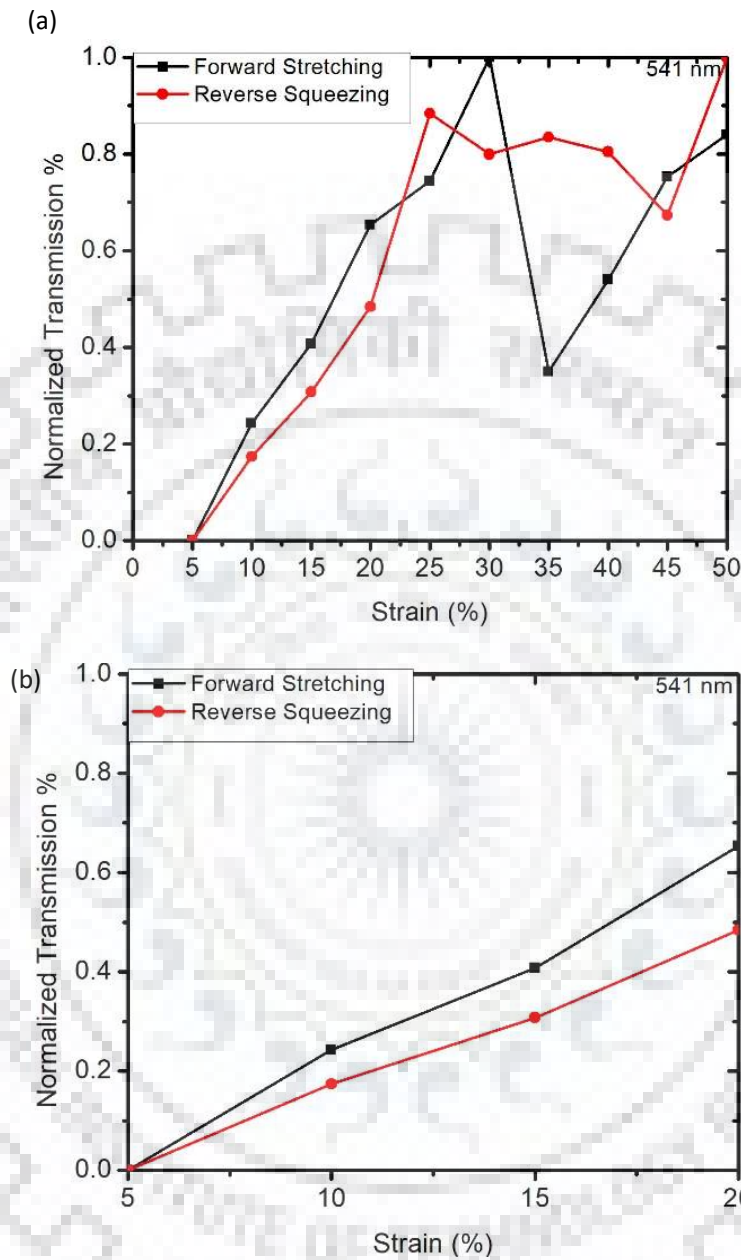 (a)
1.0
Forward Stretching
541 nm
Reverse Squeezing
0.8
0.6
0.4
0.2
0.0
Normalized Transmission %
0 5 10 15 20 25 30 35 40 45 50
Strain (%)
(b)
1.0
Forward Stretching
541 nm
Reverse Squeezing
0.8
0.6
0.4
0.2
0.0
Normalized Transmission %
5 10 15 20
Strain (%)